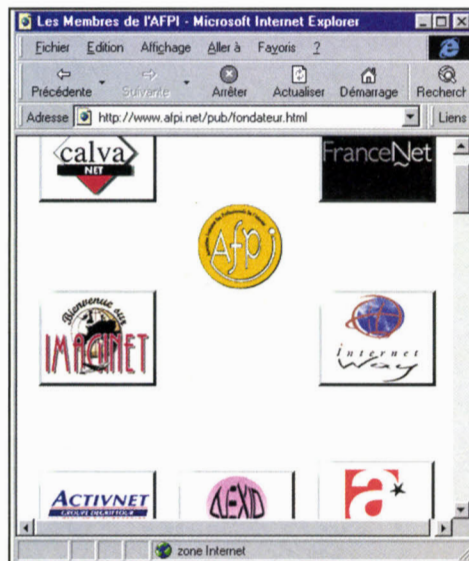 Les Membres de l'AFPI - Microsoft Internet Explorer
Fichier Edition Affichage Aller à Favoris ?
Précédente Suivante Arrêter Actualiser Démarrage Recherch
Adresse http://www.afpi.net/pub/fondateur.html Liens
calva
NET
FranceNet
Afpi
Bienvenue sur
IMAGINET
internet
Way
ACTIVNET
GROUPE DEGRIFTOUR
a
zone Internet